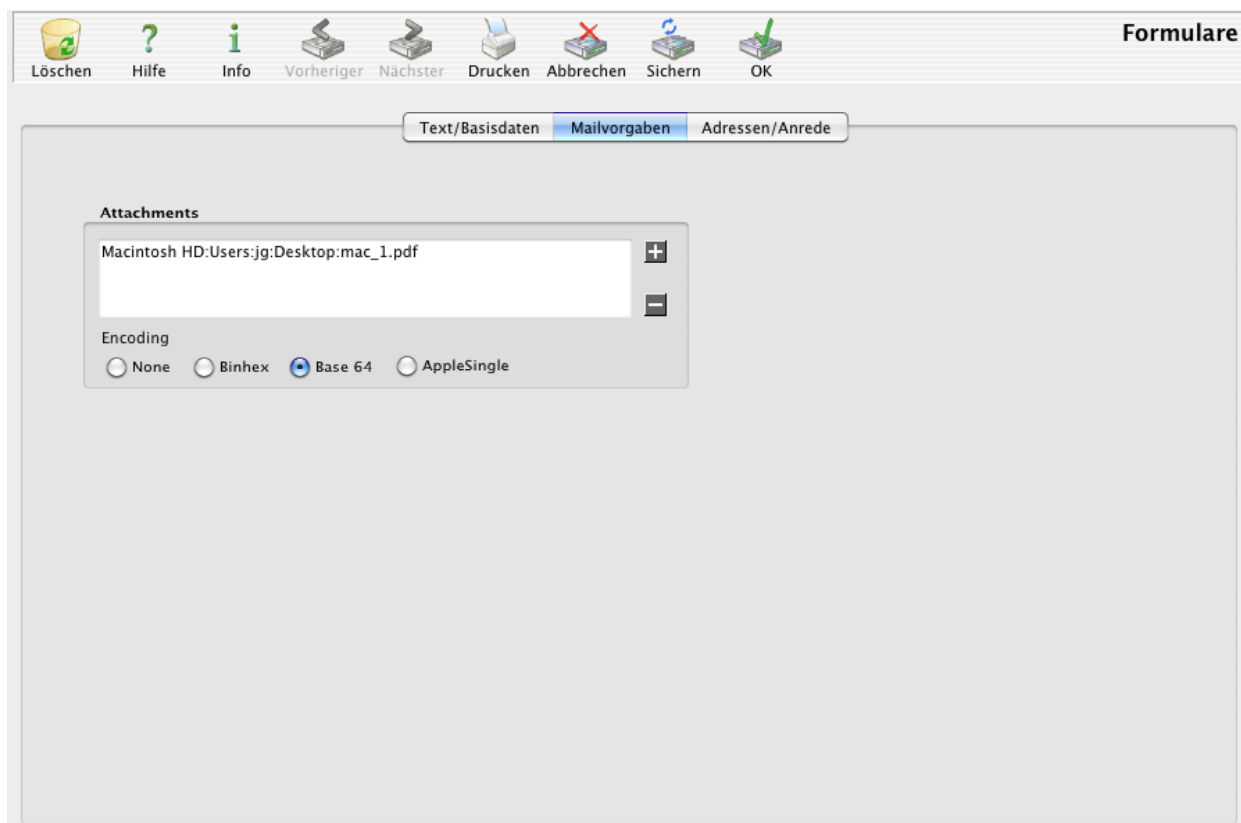 Formulare
Löschen Hilfe Info Vorheriger Nächster Drucken Abbrechen Sichern OK
Text/Basisdaten Mailvorgaben Adressen/Anrede
Attachments
Macintosh HD:Users:jg:Desktop:mac_1.pdf
Encoding
None Binhex Base 64 AppleSingle